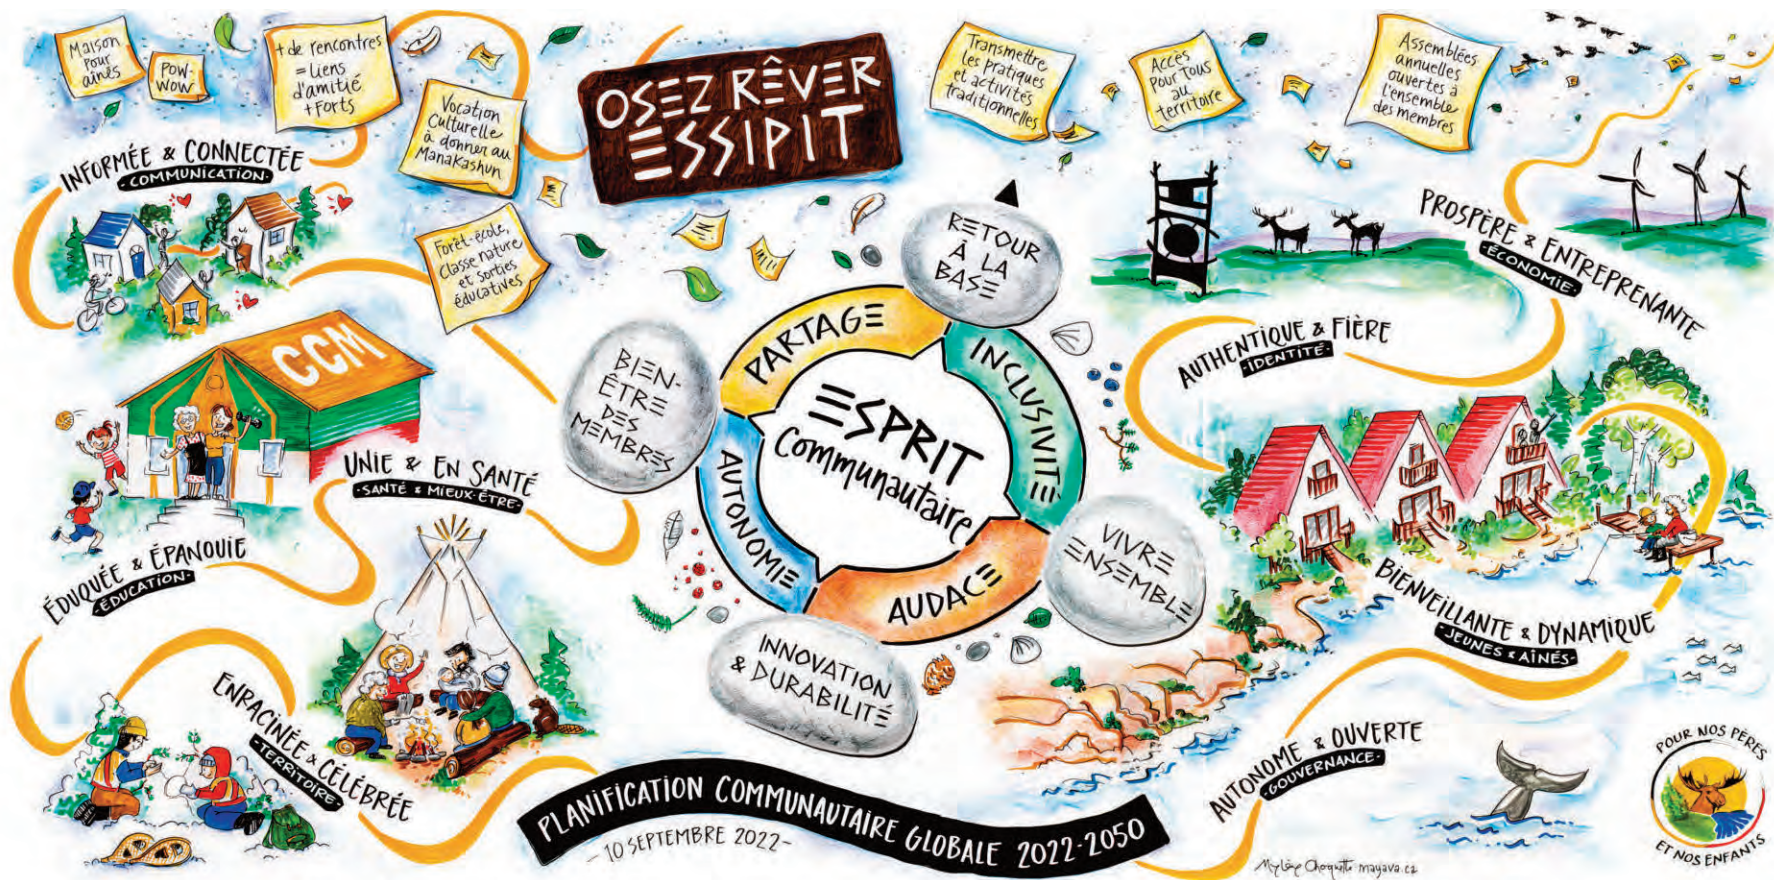 Maison
pour
aînés
POW-
WOW
+ de rencontres
= liens
d'amitié
+ forts
Vocation
Culturelle
à donner au
Manakashun
Forêt-école,
classe nature
et sorties
éducatives
OSEZ RÊVER
ESSIPIT
Transmettre
les pratiques
et activités
traditionnelles
Accès
pour tous
au
territoire
Assemblées
annuelles
ouvertes à
l'ensemble
des membres
INFORMÉE & CONNECTÉE
·COMMUNICATION·
CCM
UNIE & EN SANTÉ
·SANTÉ & MIEUX-ÊTRE·
ÉDUQUÉE & ÉPANOUIE
·ÉDUCATION·
ENRACINÉE & CÉLÉBRÉE
·TERRITOIRE·
RETOUR
À LA
BASE
BIEN-
ÊTRE
DES
MEMBRES
PARTAGE
INCLUSIVITÉ
ESPRIT
Communautaire
AUTONOMIE
AUDACE
VIVRE
ENSEMBLE
INNOVATION
& DURABILITÉ
PROSPÈRE & ENTREPRENANTE
·ÉCONOMIE·
AUTHENTIQUE & FIÈRE
·IDENTITÉ·
BIENVEILLANTE & DYNAMIQUE
·JEUNES & AÎNÉS·
AUTONOME & OUVERTE
·GOUVERNANCE·
PLANIFICATION COMMUNAUTAIRE GLOBALE 2022-2050
- 10 SEPTEMBRE 2022 -
Mylène Choquette mayava.ca
POUR NOS PÈRES
ET NOS ENFANTS